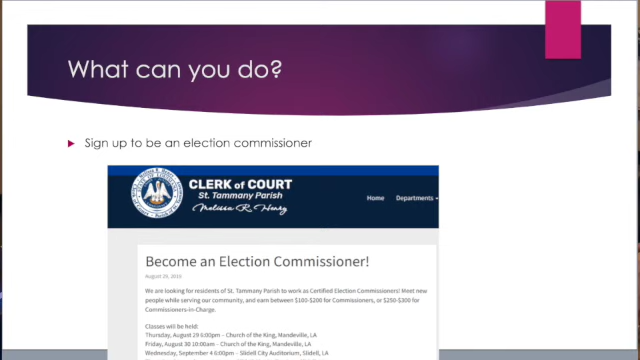 What can you do?
Sign up to be an election commissioner
CLERK of COURT
St. Tammany Parish
Melissa R. Henry
Home Departments
Become an Election Commissioner!
We are looking for residents of St. Tammany Parish to work as Certified Election Commissioners! Meet new
people while serving our community, and earn between $100-$200 for Commissioners, or $250-$300 for
Commissioners-In-Charge.
Classes will be held:
Thursday, August 29 6:00pm – Church of the King, Mandeville, LA
Friday, August 30 10:00am – Church of the King, Mandeville, LA
Wednesday, September 4 6:00pm – Slidell City Auditorium, Slidell, LA